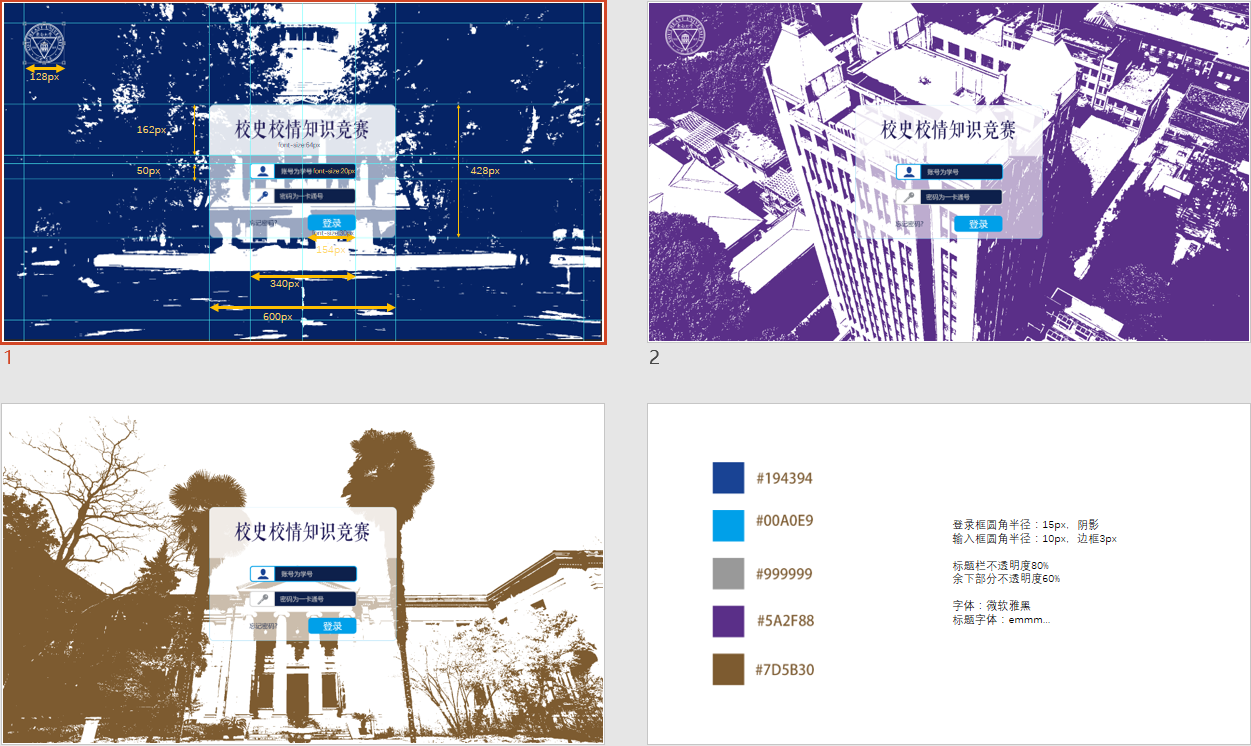 128px
162px
50px
校史校情知识竞赛
font-size:64px
账号为学号font-size:20px
密码为一卡通号
忘记密码?
登录
font-size:30px
154px
428px
340px
600px
1
校史校情知识竞赛
账号为学号
密码为一卡通号
忘记密码?
登录
2
校史校情知识竞赛
账号为学号
密码为一卡通号
忘记密码?
登录
#194394
#00A0E9
#999999
#5A2F88
#7D5B30
登录框圆角半径：15px，阴影
输入框圆角半径：10px，边框3px
标题栏不透明度80%
余下部分不透明度60%
字体：微软雅黑
标题字体：emmm...